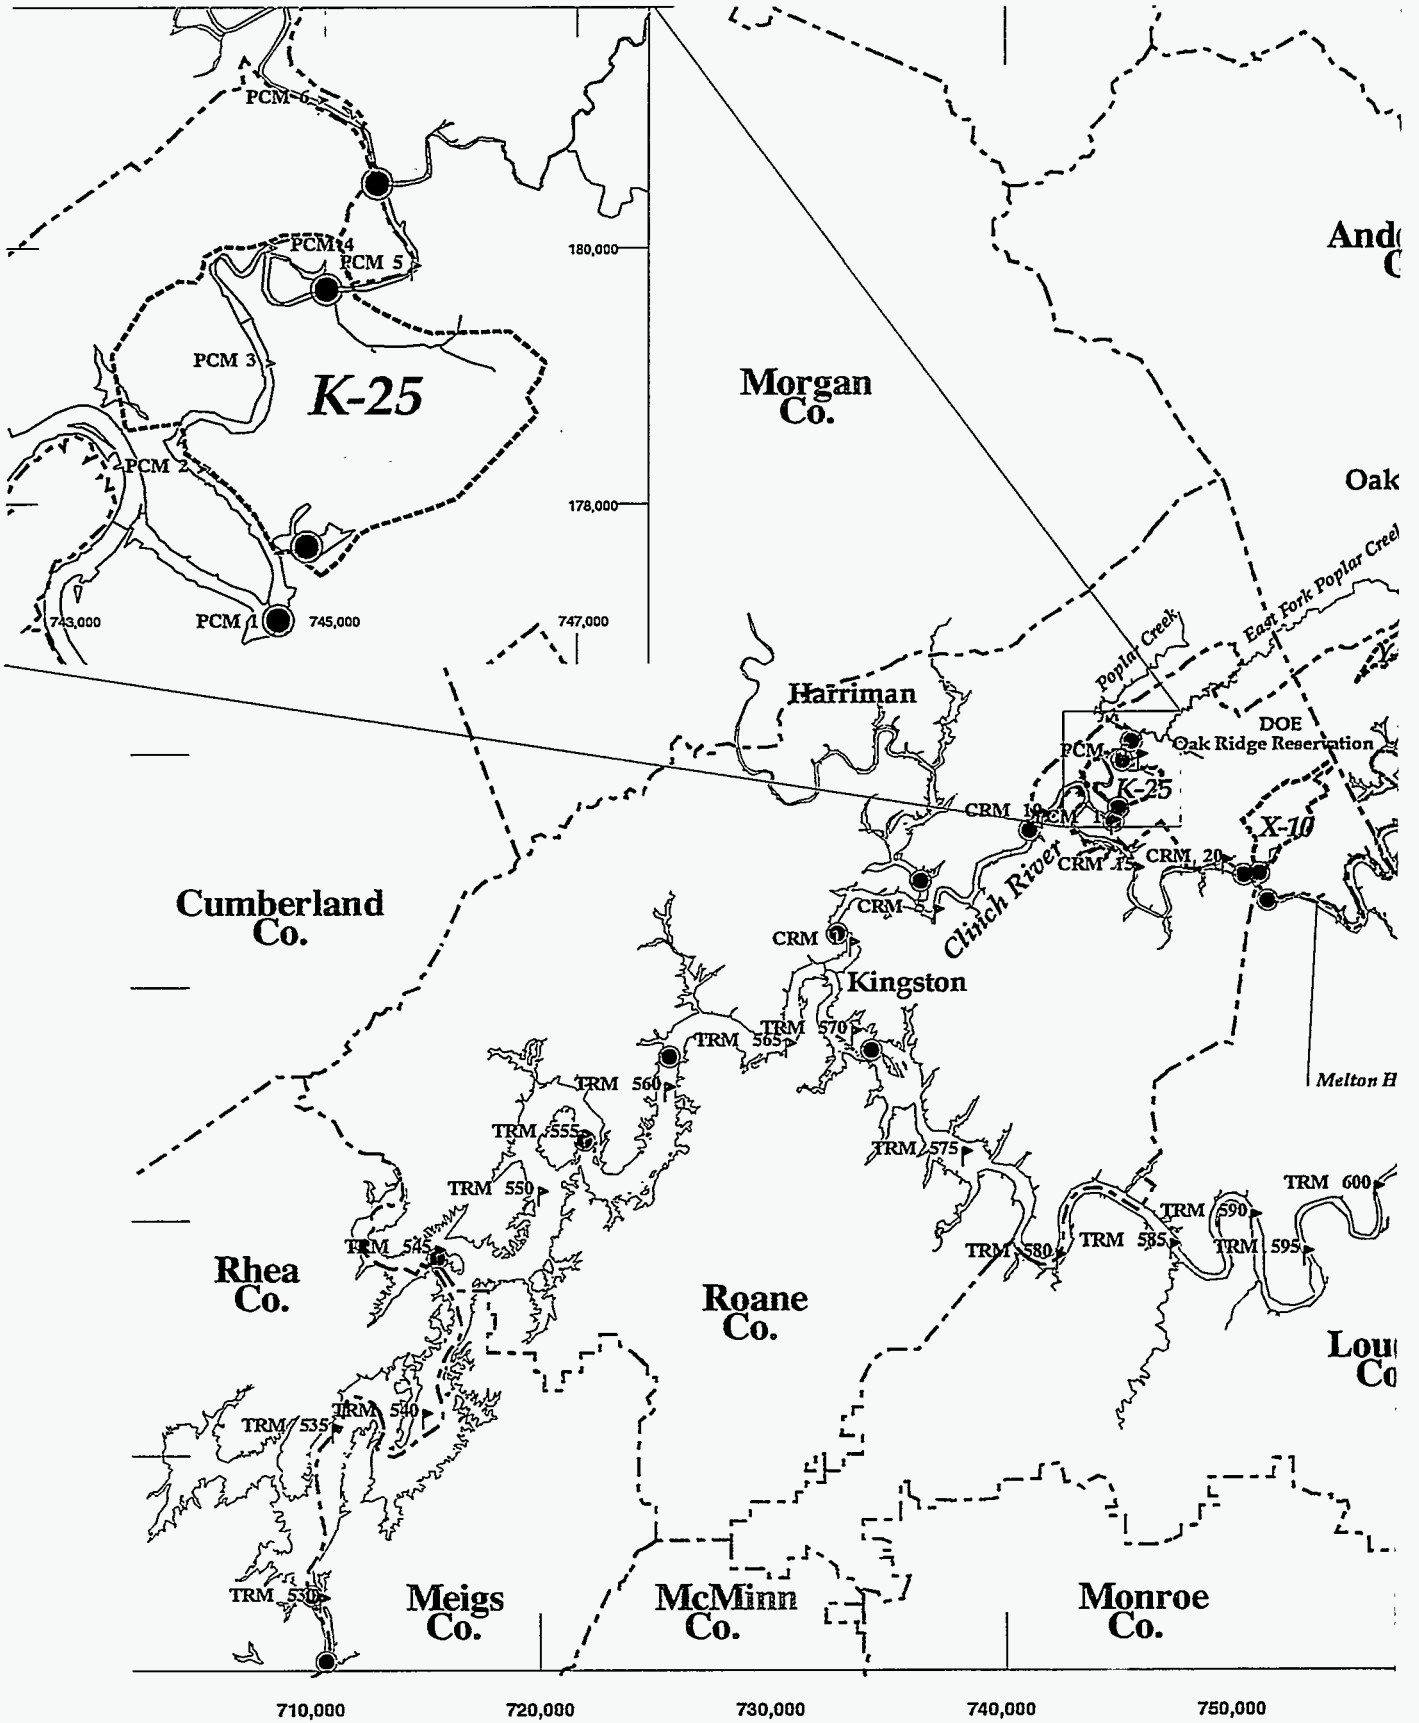 PCM 6
PCM 4
180,000
PCM 5
PCM 3
K-25
PCM 2
178,000
743,000
PCM 1
745,000
747,000
Morgan
Co.
Oak
East Fork Poplar Creek
Poplar Creek
Harriman
DOE
Oak Ridge Reservation
PCM
K-25
CRM
PCM 1
X-10
CRM 15
CRM 20
Clinch River
Cumberland
Co.
CRM 5
CRM 1
Kingston
TRM 570
TRM 565
TRM 560
Melton H
TRM 555
TRM 575
TRM 550
TRM 600
TRM 590
TRM 545
TRM 580
TRM 585
TRM 595
Rhea
Co.
Roane
Co.
Lou
Co
TRM 540
TRM 535
TRM 530
Meigs
Co.
McMinn
Co.
Monroe
Co.
710,000
720,000
730,000
740,000
750,000